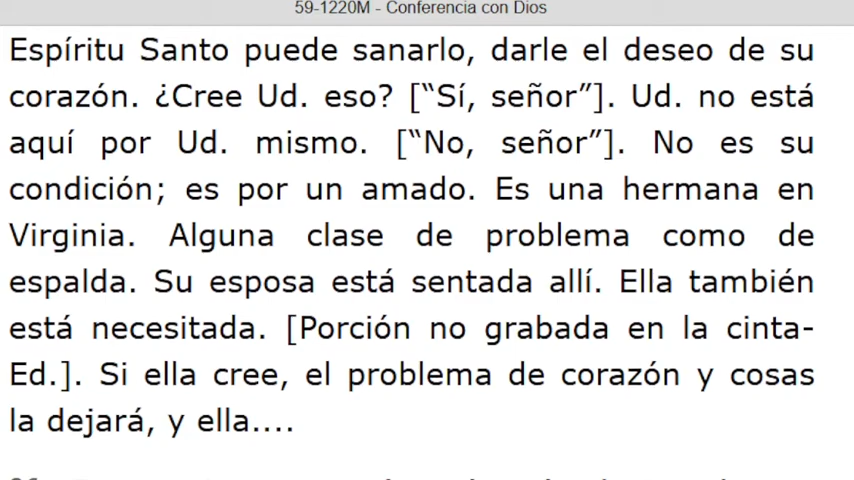 59-1220M - Conferencia con Dios
Espíritu Santo puede sanarlo, darle el deseo de su
corazón. ¿Cree Ud. eso? [“Sí, señor”]. Ud. no está
aquí por Ud. mismo. [“No, señor”]. No es su
condición; es por un amado. Es una hermana en
Virginia. Alguna clase de problema como de
espalda. Su esposa está sentada allí. Ella también
está necesitada. [Porción no grabada en la cinta-
Ed.]. Si ella cree, el problema de corazón y cosas
la dejará, y ella....